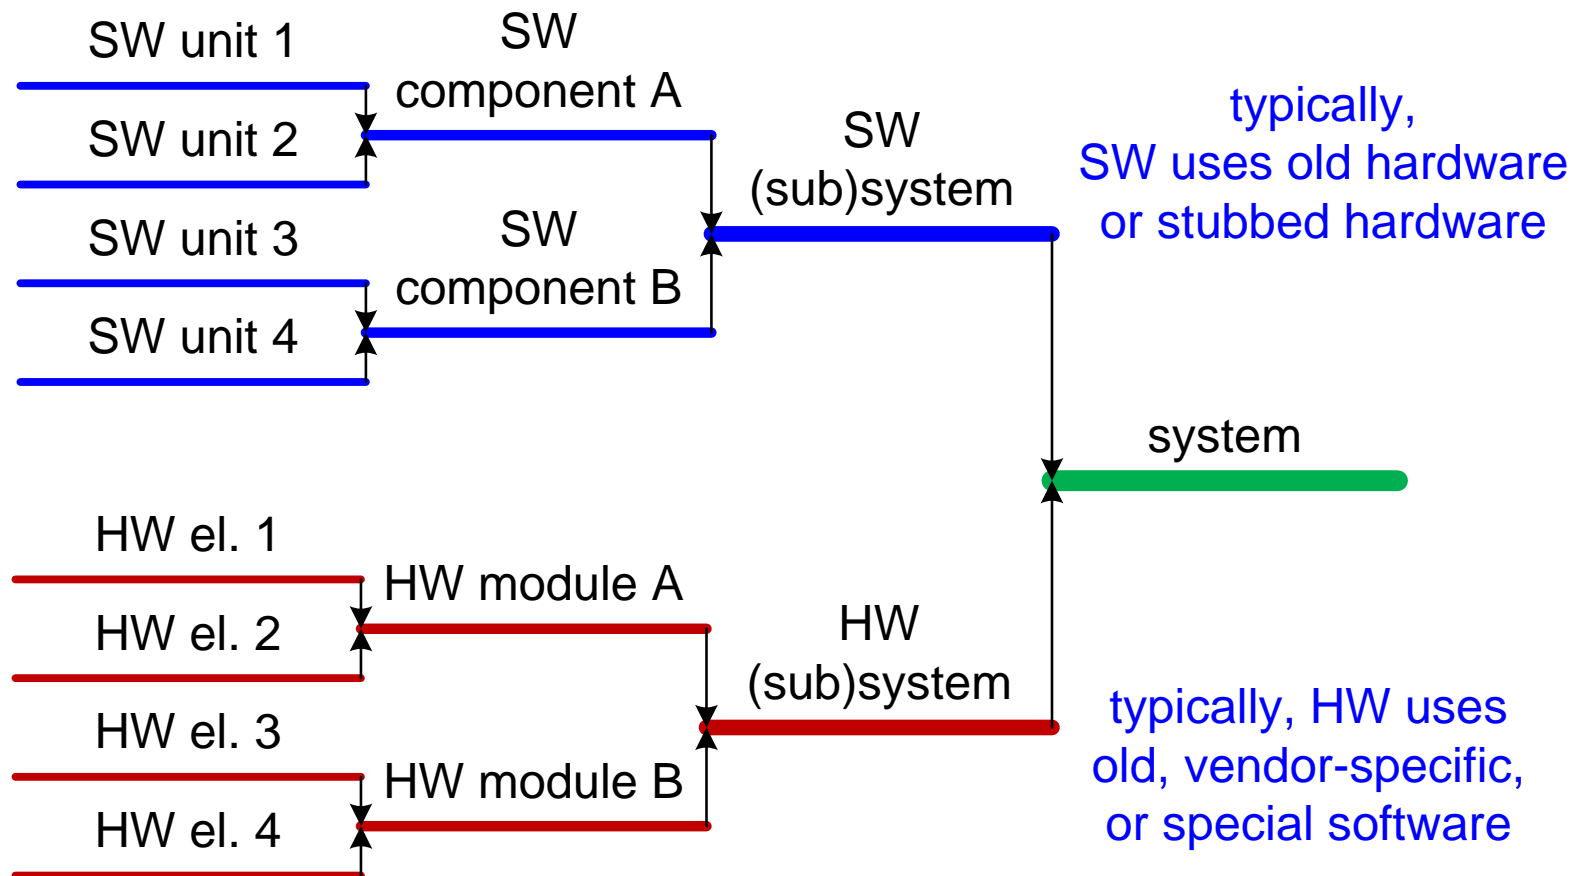 SW unit 1
SW unit 2
SW unit 3
SW unit 4
SW
component A
SW
component B
SW
(sub)system
typically,
SW uses old hardware
or stubbed hardware
system
HW el. 1
HW el. 2
HW el. 3
HW el. 4
HW module A
HW module B
HW
(sub)system
typically, HW uses
old, vendor-specific,
or special software